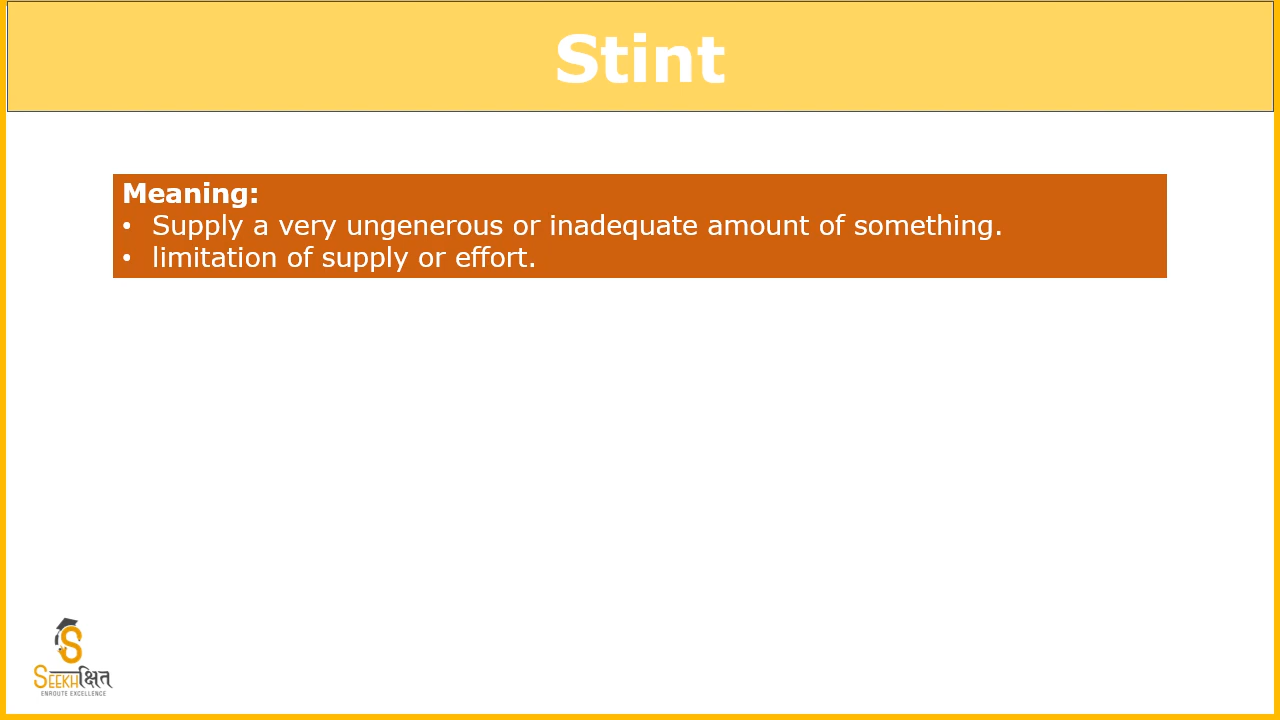 Stint
Meaning:
• Supply a very ungenerous or inadequate amount of something.
• limitation of supply or effort.
SEEKHक्षित
ENROUTE EXCELLENCE